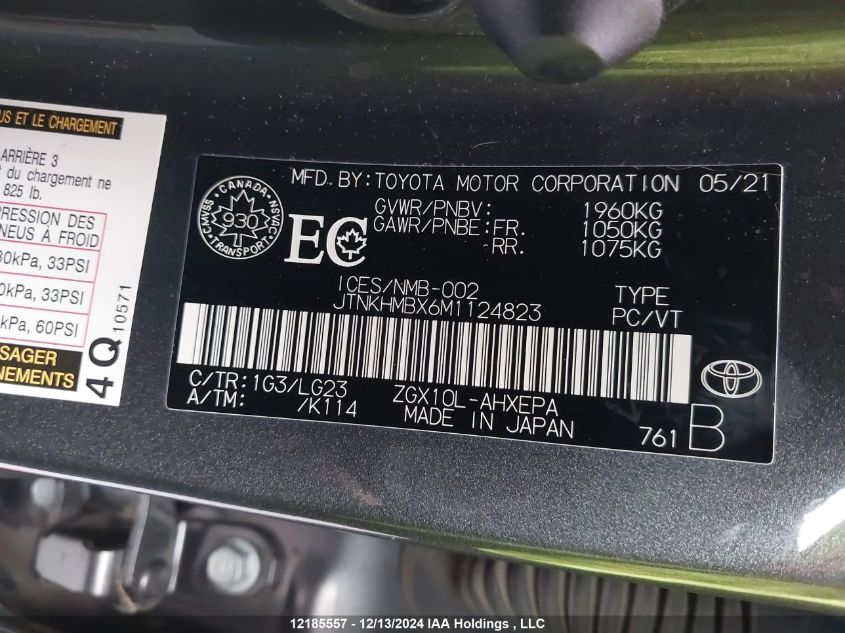 US ET LE CHARGEMENT
ARRIÈRE 3
t du chargement ne
825 lb.
PRESSION DES
NEUS À FROID
30kPa, 33PSI
0kPa, 33PSI
kPa, 60PSI
SAGER
NEMENTS
4Q 10571
MFD. BY: TOYOTA MOTOR CORPORATION 05/21
GVWR/PNBV: 1960KG
GAWR/PNBE: FR. 1050KG
RR. 1075KG
CANADA
CMVSS 930 NSVAC
TRANSPORT
EC
ICES/NMB-002
JTNKHMBX6M1124823
TYPE
PC/VT
C/TR: 1G3/LG23 ZGX10L-AHXEPA
A/TM: /K114 MADE IN JAPAN
761 B
12185557 - 12/13/2024 IAA Holdings , LLC